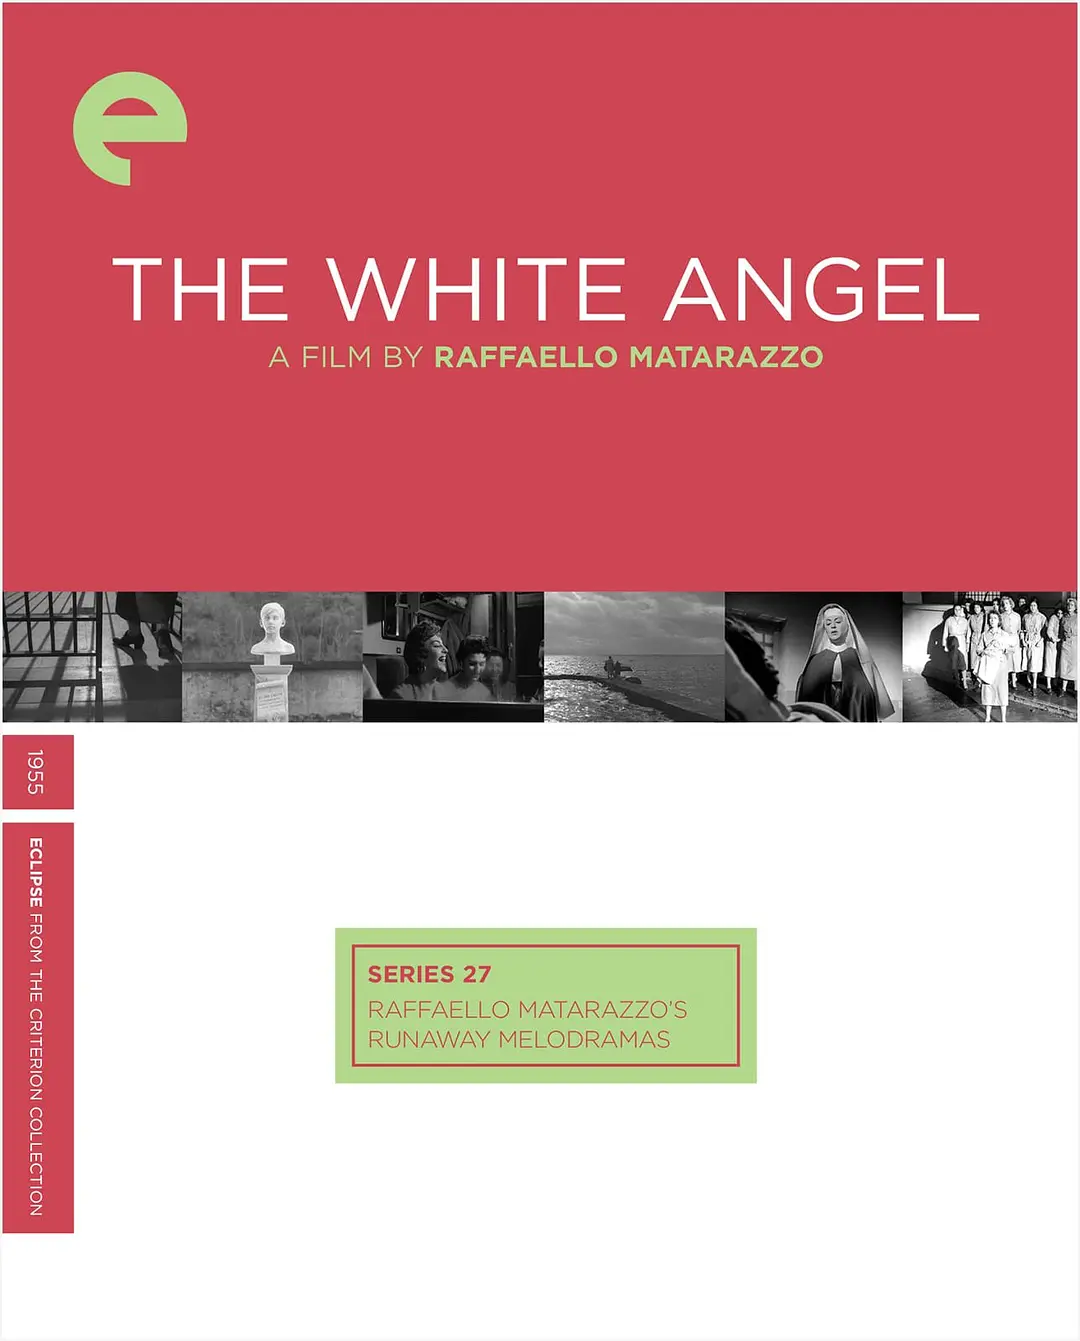 e
THE WHITE ANGEL
A FILM BY RAFFAELLO MATARAZZO
1955
ECLIPSE FROM THE CRITERION COLLECTION
SERIES 27
RAFFAELLO MATARAZZO'S
RUNAWAY MELODRAMAS